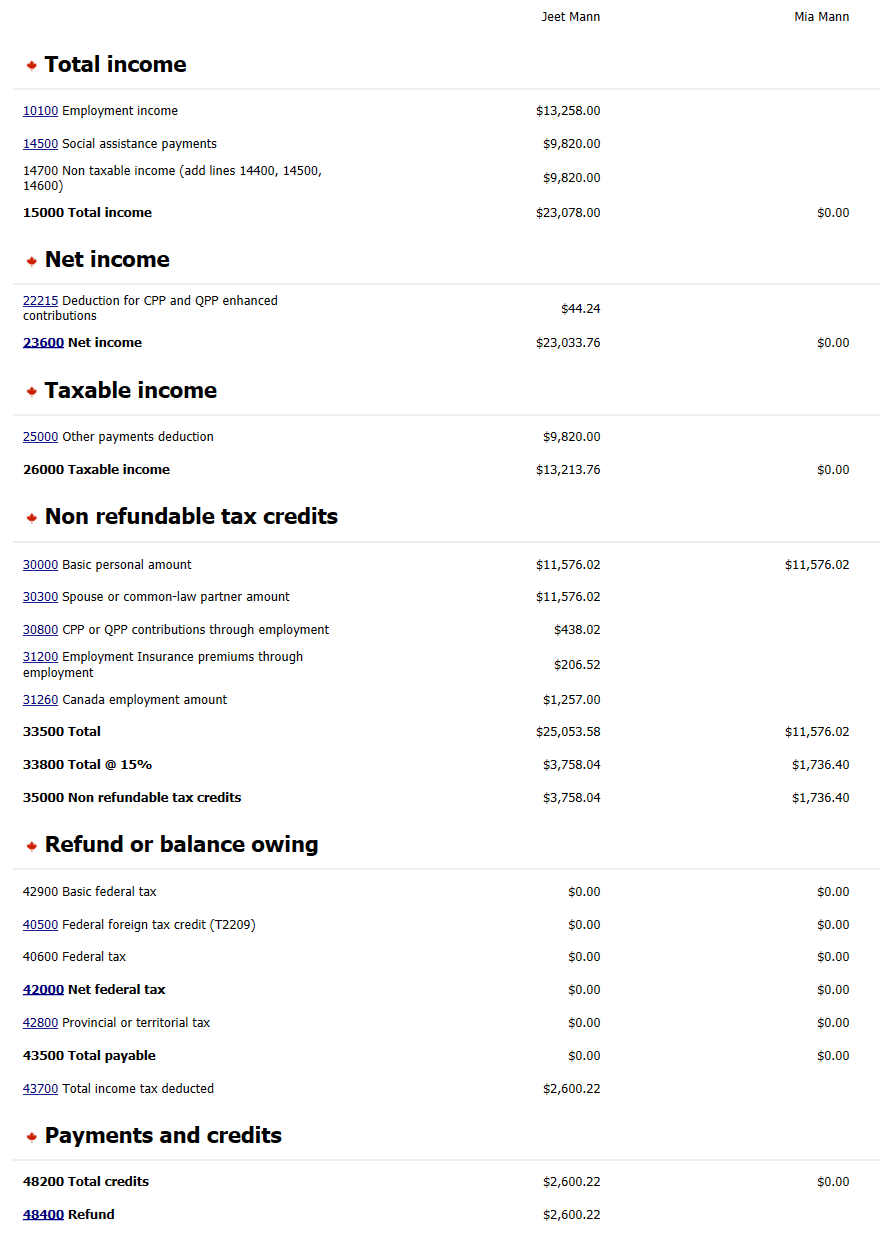 Jeet Mann Mia Mann
Total income
10100 Employment income $13,258.00
14500 Social assistance payments $9,820.00
14700 Non taxable income (add lines 14400, 14500,
14600) $9,820.00
15000 Total income $23,078.00 $0.00
Net income
22215 Deduction for CPP and QPP enhanced
contributions $44.24
23600 Net income $23,033.76 $0.00
Taxable income
25000 Other payments deduction $9,820.00
26000 Taxable income $13,213.76 $0.00
Non refundable tax credits
30000 Basic personal amount $11,576.02 $11,576.02
30300 Spouse or common-law partner amount $11,576.02
30800 CPP or QPP contributions through employment $438.02
31200 Employment Insurance premiums through
employment $206.52
31260 Canada employment amount $1,257.00
33500 Total $25,053.58 $11,576.02
33800 Total @ 15% $3,758.04 $1,736.40
35000 Non refundable tax credits $3,758.04 $1,736.40
Refund or balance owing
42900 Basic federal tax $0.00 $0.00
40500 Federal foreign tax credit (T2209) $0.00 $0.00
40600 Federal tax $0.00 $0.00
42000 Net federal tax $0.00 $0.00
42800 Provincial or territorial tax $0.00 $0.00
43500 Total payable $0.00 $0.00
43700 Total income tax deducted $2,600.22
Payments and credits
48200 Total credits $2,600.22 $0.00
48400 Refund $2,600.22